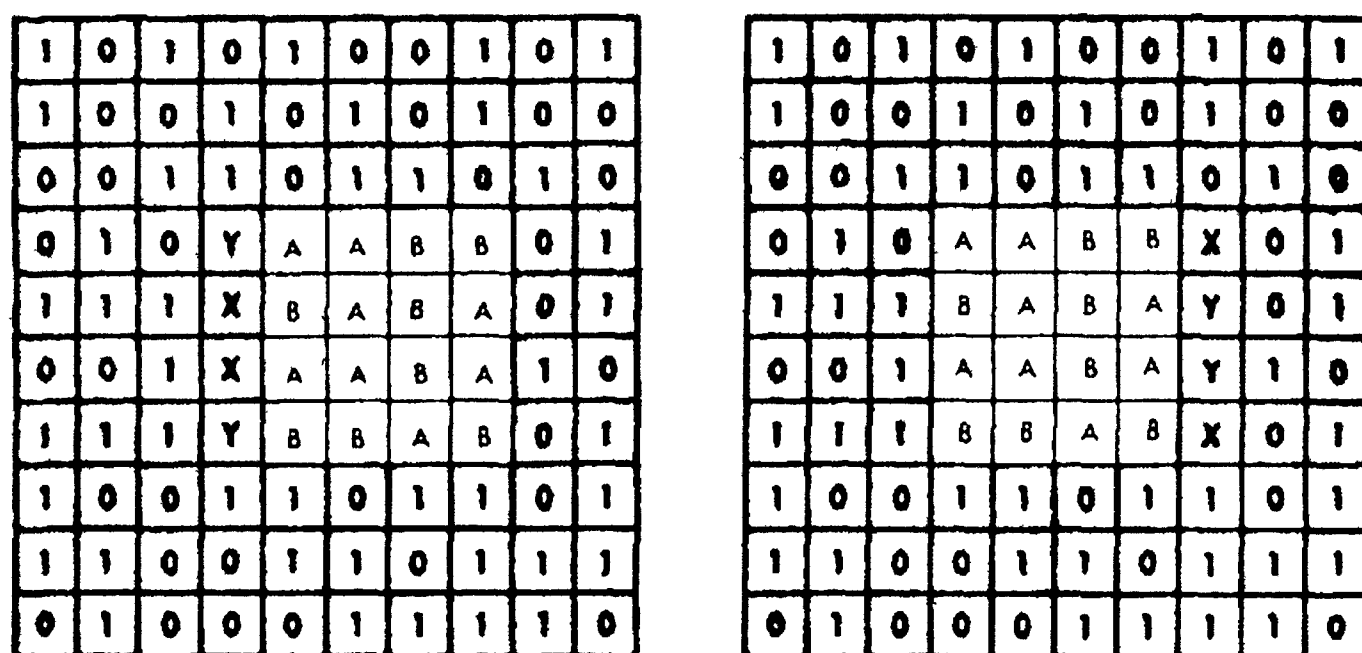 1 0 1 0 1 0 0 1 0 1 1 0 1 0 1 0 0 1 0 1
1 0 0 1 0 1 0 1 0 0 1 0 0 1 0 1 0 1 0 0
0 0 1 1 0 1 1 0 1 0 0 0 1 1 0 1 1 0 1 0
0 1 0 Y A A B B 0 1 0 1 0 A A B B X 0 1
1 1 1 X B A B A 0 1 1 1 1 B A B A Y 0 1
0 0 1 X A A B A 1 0 0 0 1 A A B A Y 1 0
1 1 1 Y B B A B 0 1 1 1 1 B B A B X 0 1
1 0 0 1 1 0 1 1 0 1 1 0 0 1 1 0 1 1 0 1
1 1 0 0 1 1 0 1 1 1 1 1 0 0 1 1 0 1 1 1
0 1 0 0 0 1 1 1 1 0 0 1 0 0 0 1 1 1 1 0